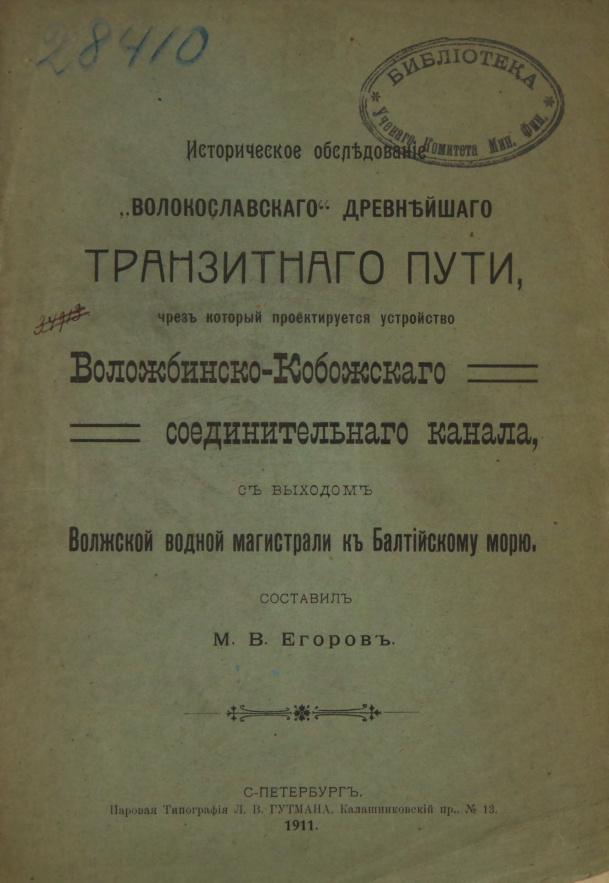 28410
БИБЛІОТЕКА
Ученаго Комитета Мин. Фин.
Историческое обслѣдованіе
„ВОЛОКОСЛАВСКАГО“ ДРЕВНѢЙШАГО
ТРАНЗИТНАГО ПУТИ,
чрезъ который проектируется устройство
Воложбинско-Кобожскаго
соединительнаго канала,
СЪ ВЫХОДОМЪ
Волжской водной магистрали къ Балтійскому морю.
СОСТАВИЛЪ
М. В. Егоровъ.
С-ПЕТЕРБУРГЪ.
Паровая Типографія Л. В. ГУТМАНА, Калашниковскій пр., № 13.
1911.